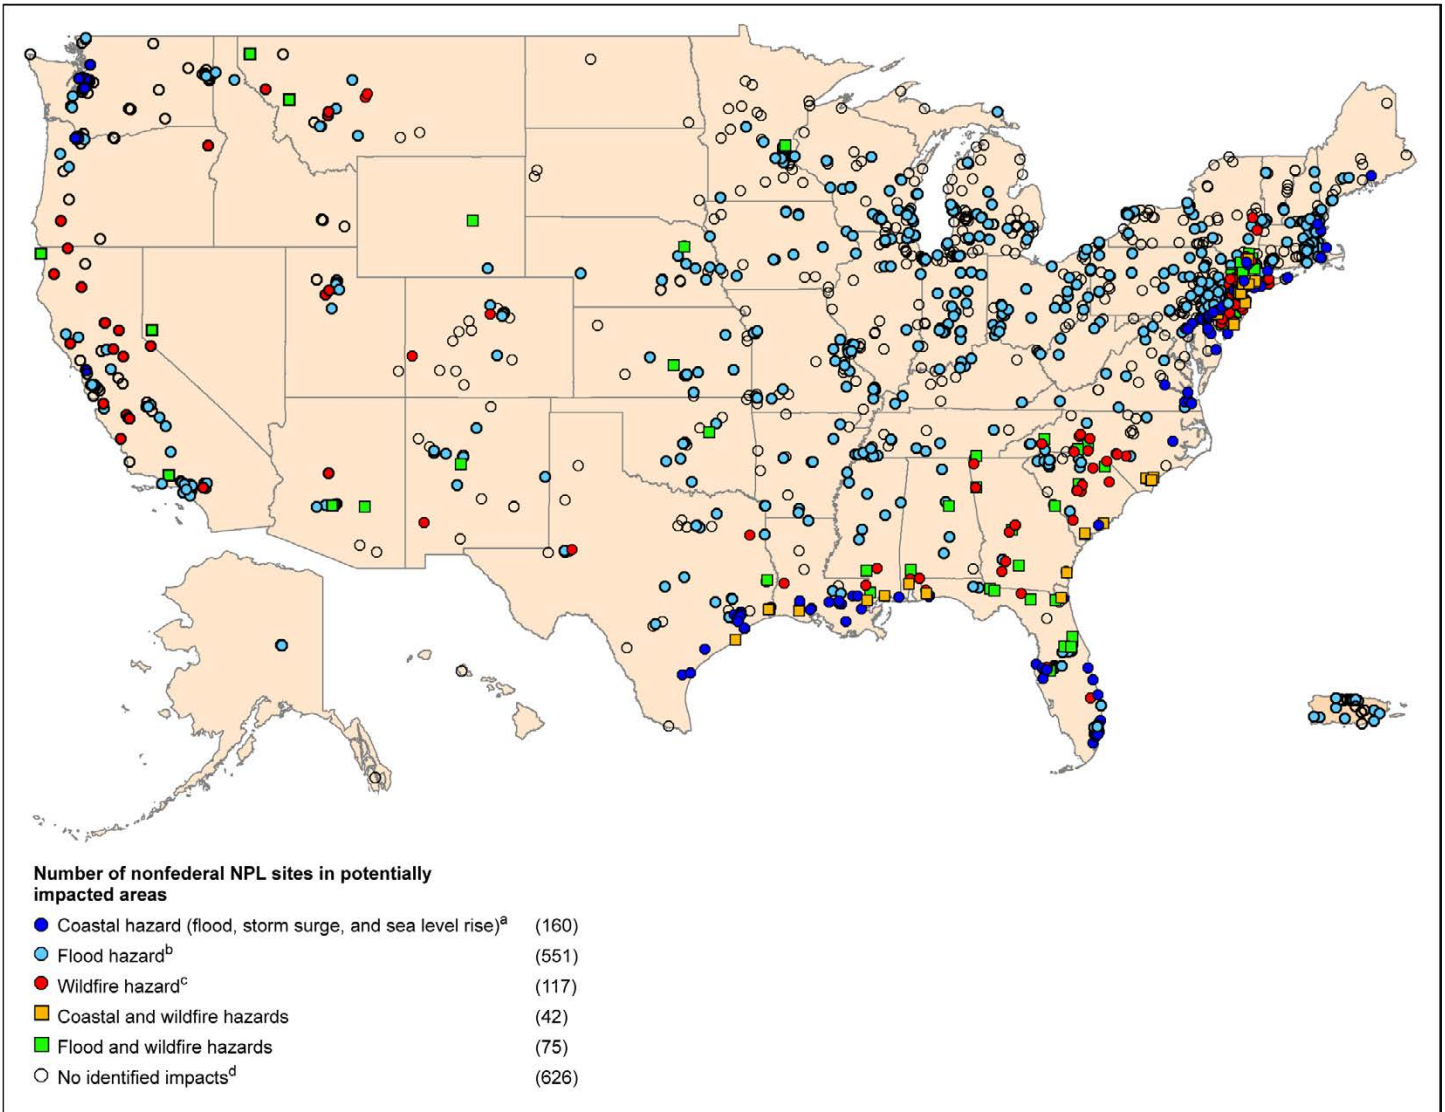 Number of nonfederal NPL sites in potentially
impacted areas
Coastal hazard (flood, storm surge, and sea level rise)a (160)
Flood hazardb (551)
Wildfire hazardc (117)
Coastal and wildfire hazards (42)
Flood and wildfire hazards (75)
No identified impactsd (626)